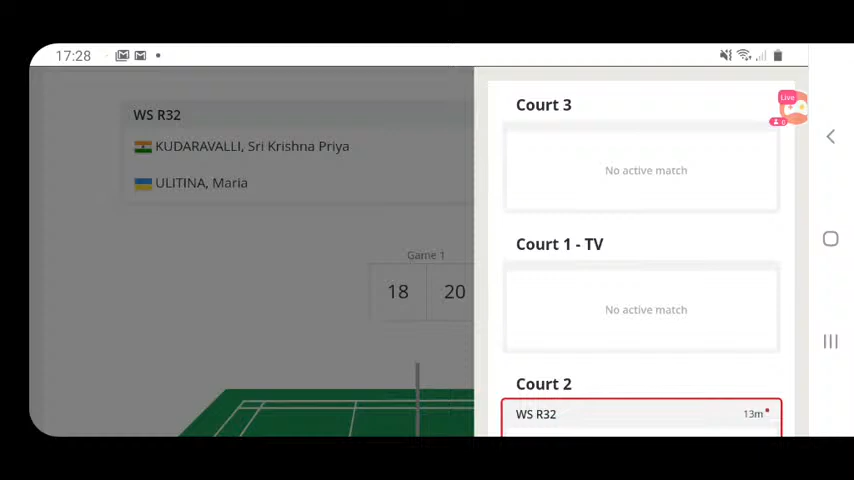 17:28
WS R32
KUDARAVALLI, Sri Krishna Priya
ULITINA, Maria
Game 1
18 20
Court 3
No active match
Court 1 - TV
No active match
Court 2
WS R32 13m
Live
0